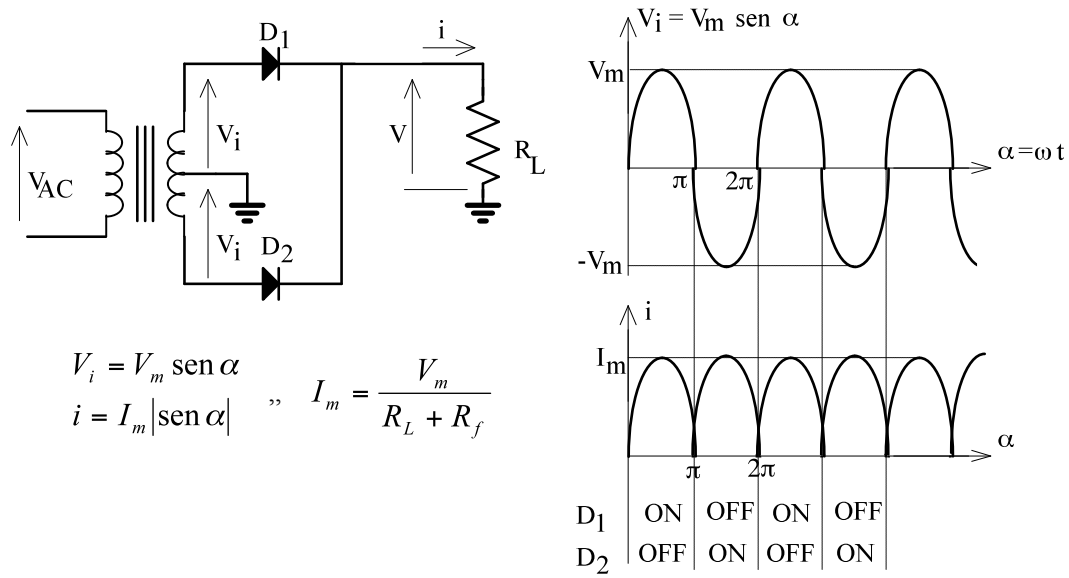 D1
i
VAC
Vi
V
RL
Vi
D2
Vi = Vm sen α
i = Im |sen α| ,, Im = Vm / (RL + Rf)
Vi = Vm sen α
Vm
α = ω t
π 2π
-Vm
i
Im
α
π 2π
D1 ON OFF ON OFF
D2 OFF ON OFF ON